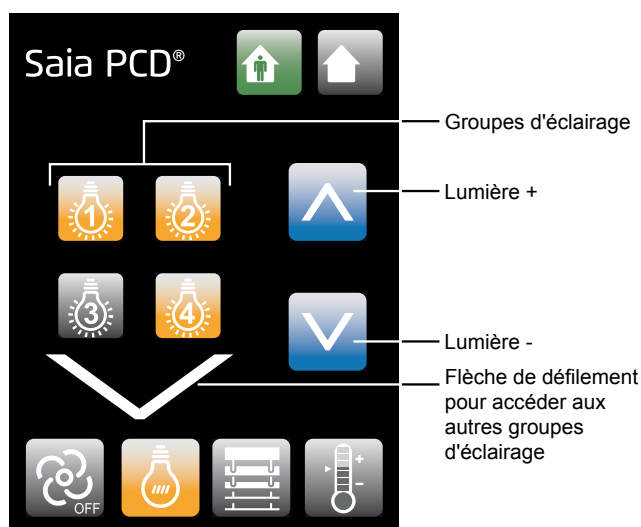 Saia PCD®
Groupes d'éclairage
1
2
Lumière +
3
4
Lumière -
Flèche de défilement
pour accéder aux
autres groupes
d'éclairage
OFF
+
-